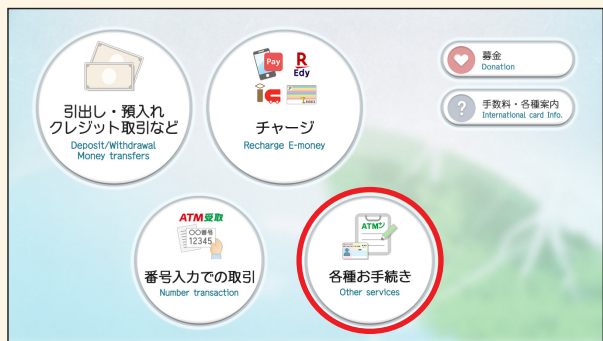 引出し・預入れ
クレジット取引など
Deposit/Withdrawal
Money transfers
Pay
R
Edy
チャージ
Recharge E-money
募金
Donation
?
手数料・各種案内
International card Info.
ATM受取
○○番号
12345
番号入力での取引
Number transaction
ATM
各種お手続き
Other services